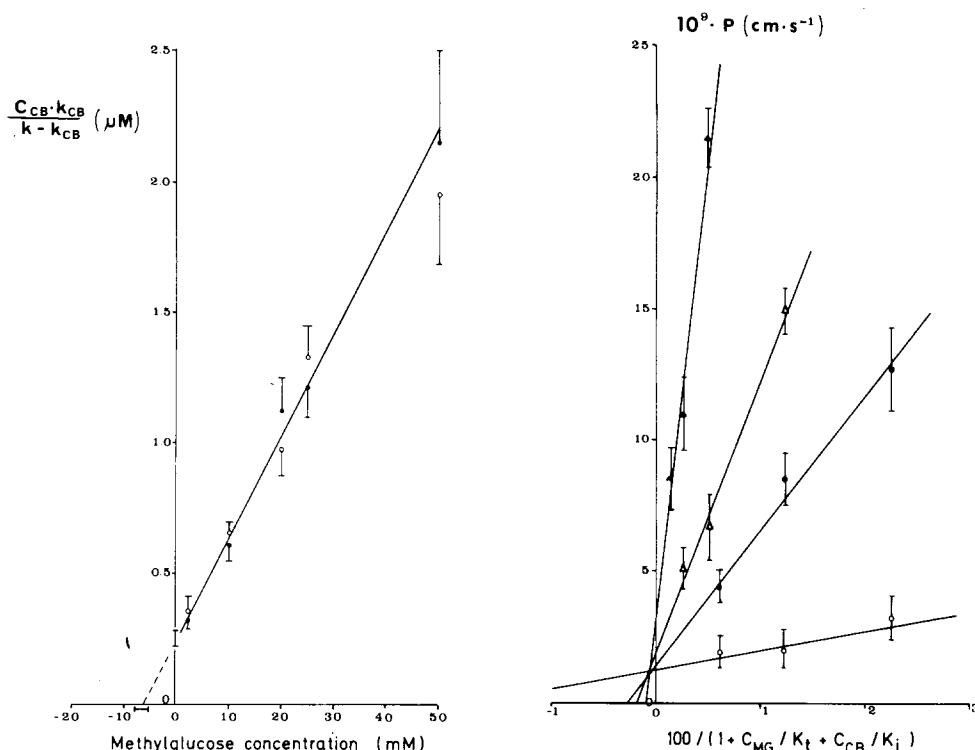 C_CB·k_CB
k - k_CB
(µM)
2.5
2.0
1.5
1.0
0.5
0
-20 -10 0 10 20 30 40 50
Methylglucose concentration (mM)
10⁹· P (cm·s⁻¹)
25
20
15
10
5
0
-1 0 1 2 3
100/(1 + C_MG/K_t + C_CB/K_i)